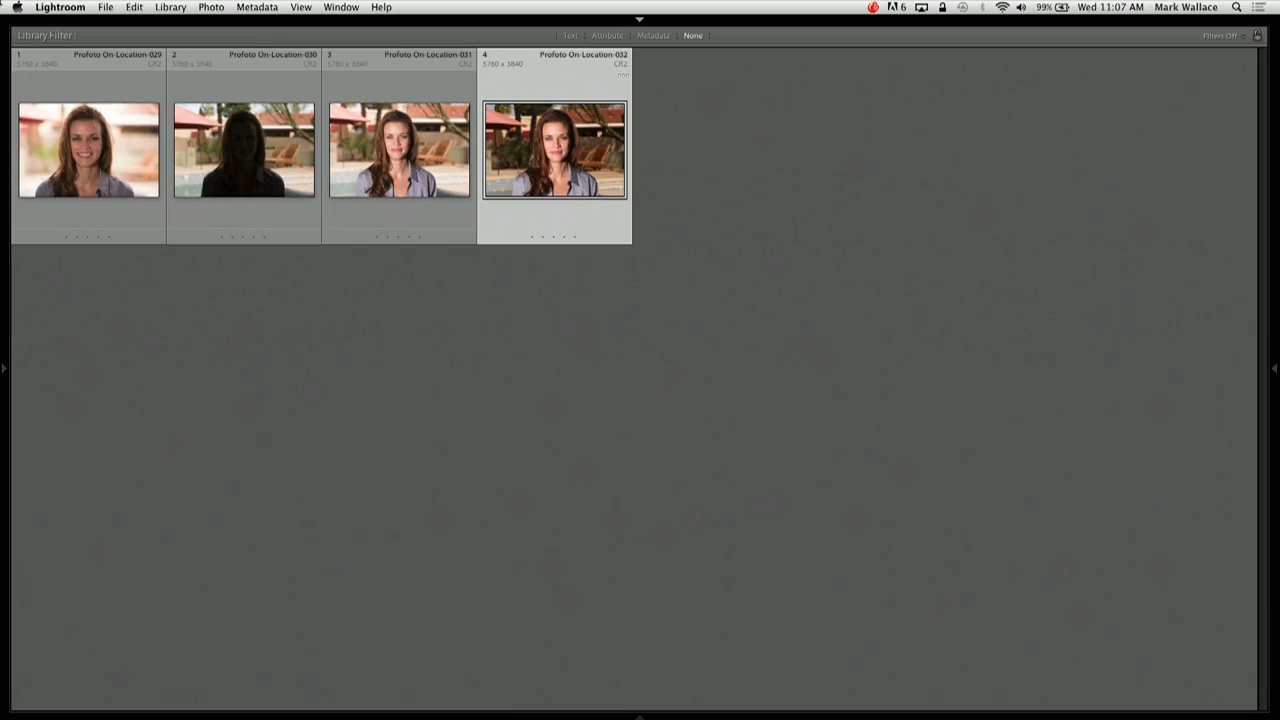 Lightroom File Edit Library Photo Metadata View Window Help 6 99% Wed 11:07 AM Mark Wallace
Library Filter: Text Attribute Metadata None Filters Off
1 Profoto On-Location-029
5760 x 3840 CR2
2 Profoto On-Location-030
5760 x 3840 CR2
3 Profoto On-Location-031
5760 x 3840 CR2
4 Profoto On-Location-032
5760 x 3840 CR2